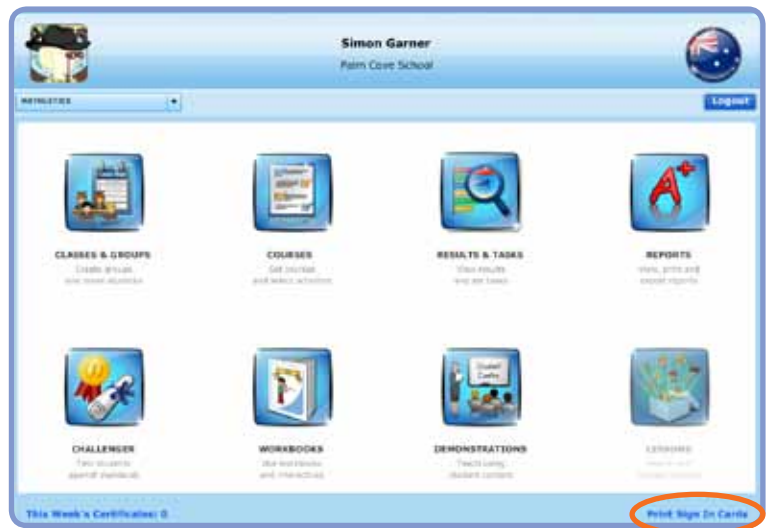 Simon Garner
Palm Cove School
MATHLETICS
Logout
CLASSES & GROUPS
Create groups
and move students
COURSES
Set courses
and select activities
RESULTS & TASKS
View results
and set tasks
REPORTS
View, print and
export reports
CHALLENGER
Test students
against standards
WORKBOOKS
Use workbooks
and interactives
DEMONSTRATIONS
Teach using
student content
LESSONS
This Week's Certificates: 0
Print Sign In Cards